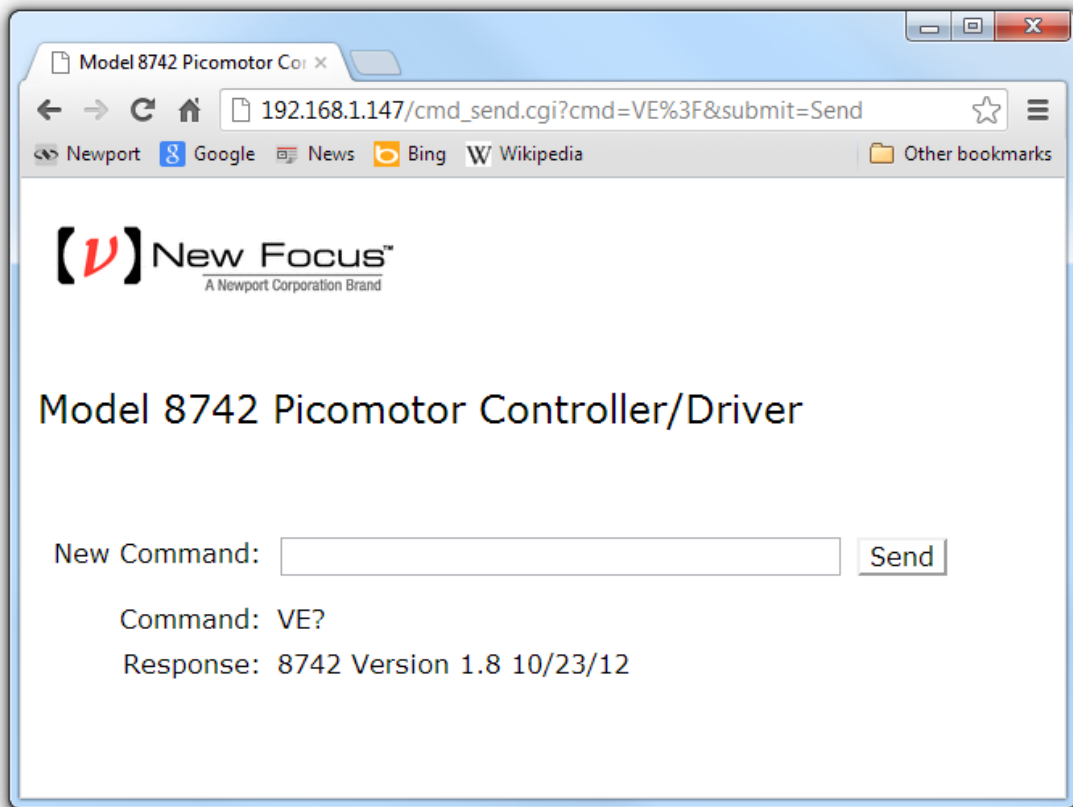 Model 8742 Picomotor Cor
192.168.1.147/cmd_send.cgi?cmd=VE%3F&submit=Send
Newport Google News Bing W Wikipedia Other bookmarks
(ν) New Focus™
A Newport Corporation Brand
Model 8742 Picomotor Controller/Driver
New Command: Send
Command: VE?
Response: 8742 Version 1.8 10/23/12